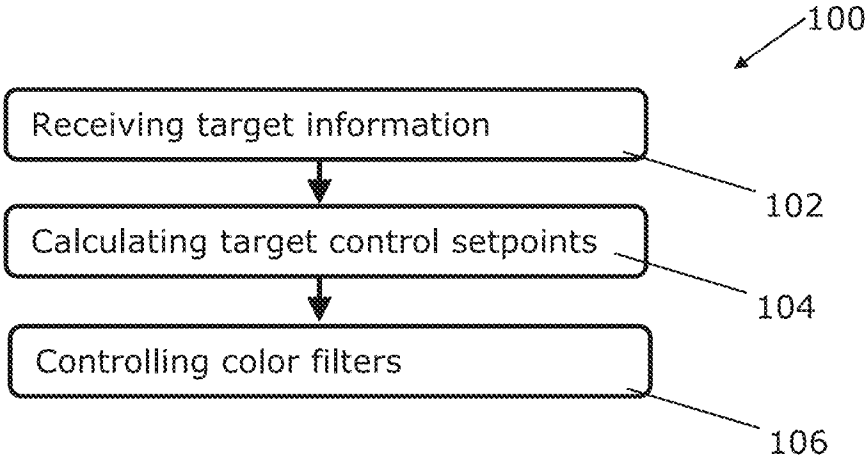 100
Receiving target information
102
Calculating target control setpoints
104
Controlling color filters
106